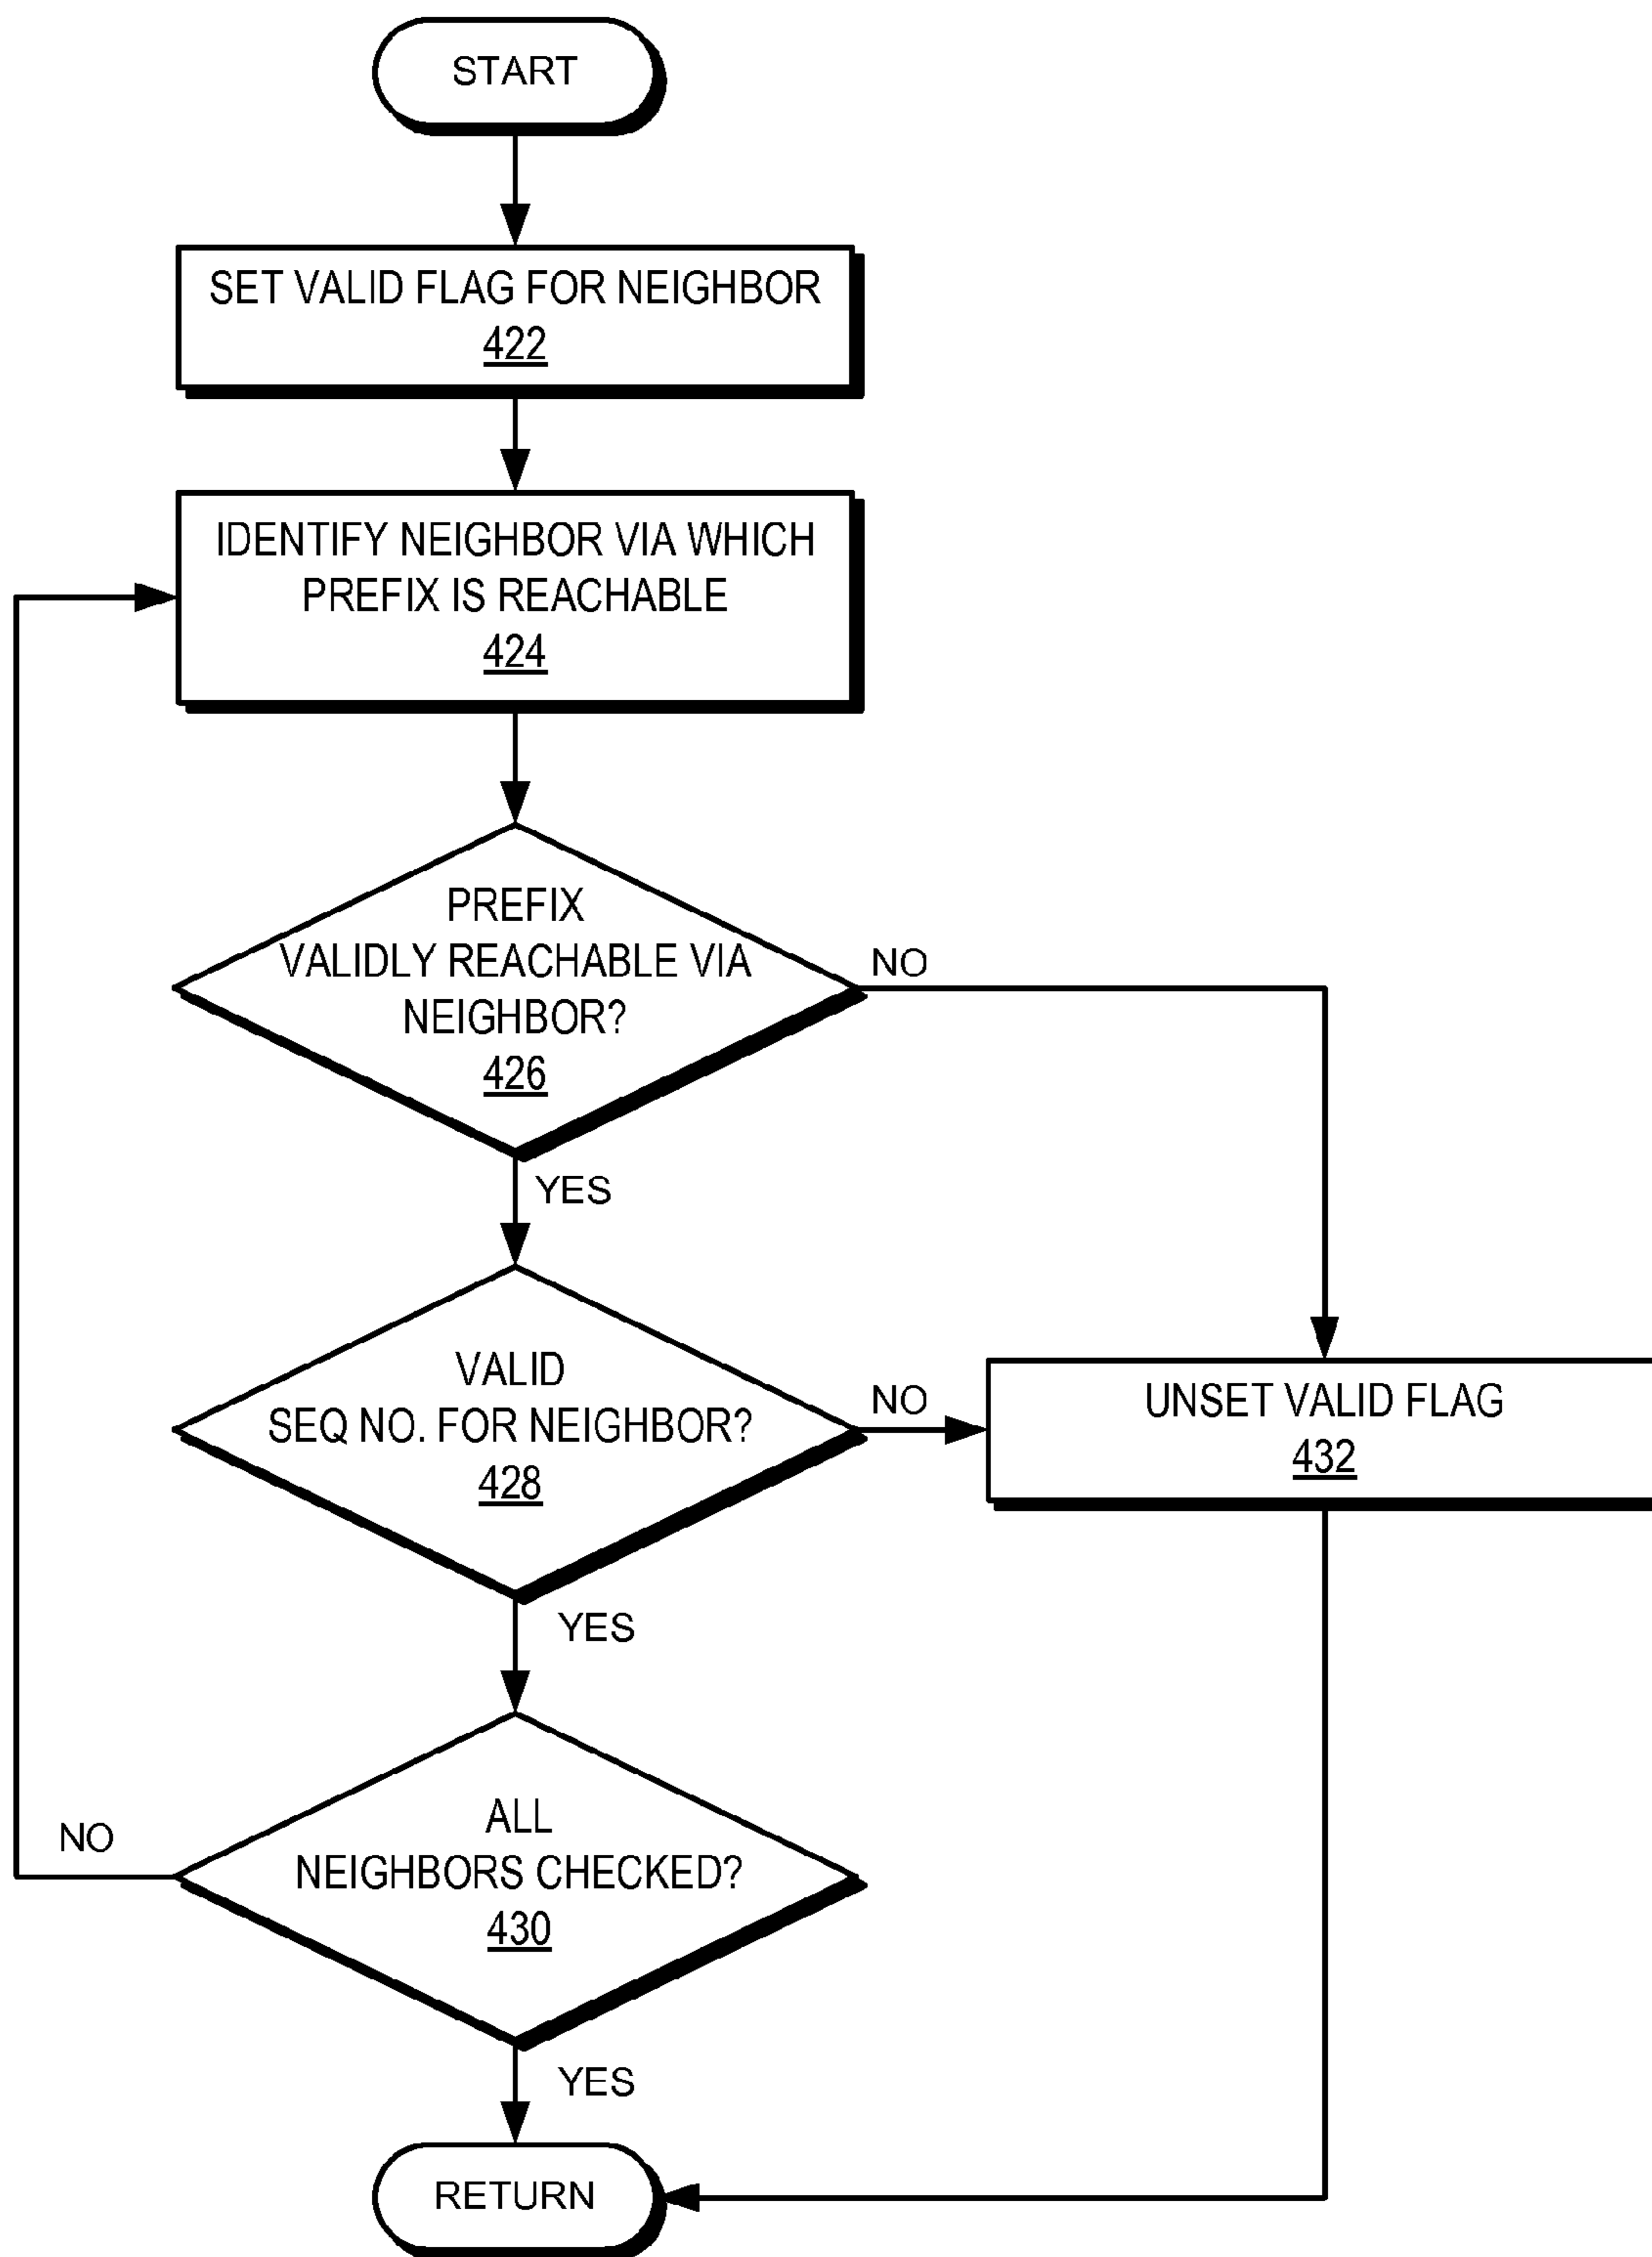 START
SET VALID FLAG FOR NEIGHBOR
422
IDENTIFY NEIGHBOR VIA WHICH
PREFIX IS REACHABLE
424
PREFIX
VALIDLY REACHABLE VIA
NEIGHBOR?
426
NO
YES
VALID
SEQ NO. FOR NEIGHBOR?
428
NO
UNSET VALID FLAG
432
YES
ALL
NEIGHBORS CHECKED?
430
NO
YES
RETURN